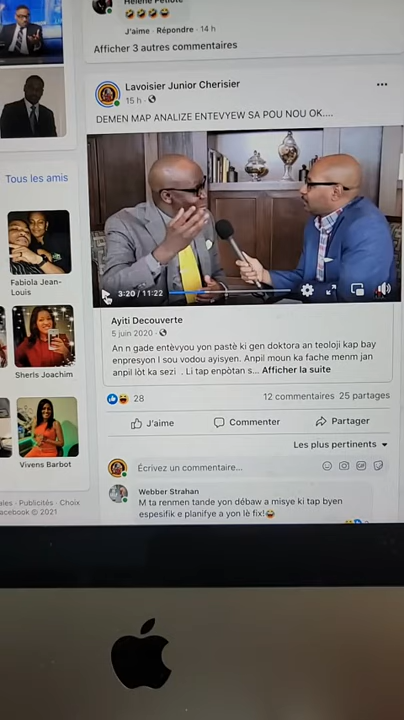 J'aime · Répondre · 14 h
Afficher 3 autres commentaires
Lavoisier Junior Cherisier
15 h ·
DEMEN MAP ANALIZE ENTEVYEW SA POU NOU OK....
Tous les amis
3:20 / 11:22
Fabiola Jean-
Louis
Ayiti Decouverte
5 juin 2020 ·
An n gade entèvyou yon pastè ki gen doktora an teoloji kap bay
enpresyon l sou vodou ayisyen. Anpil moun ka fache menm jan
anpil lòt ka sezi . Li tap enpòtan s... Afficher la suite
Sheris Joachim
28
12 commentaires 25 partages
J'aime
Commenter
Partager
Les plus pertinents
Vivens Barbot
Écrivez un commentaire...
GIF
Webber Strahan
M ta renmen tande yon débaw a misye ki tap byen
espesifik e planifye a yon lè fix!
ales · Publicités · Choix
acebook © 2021